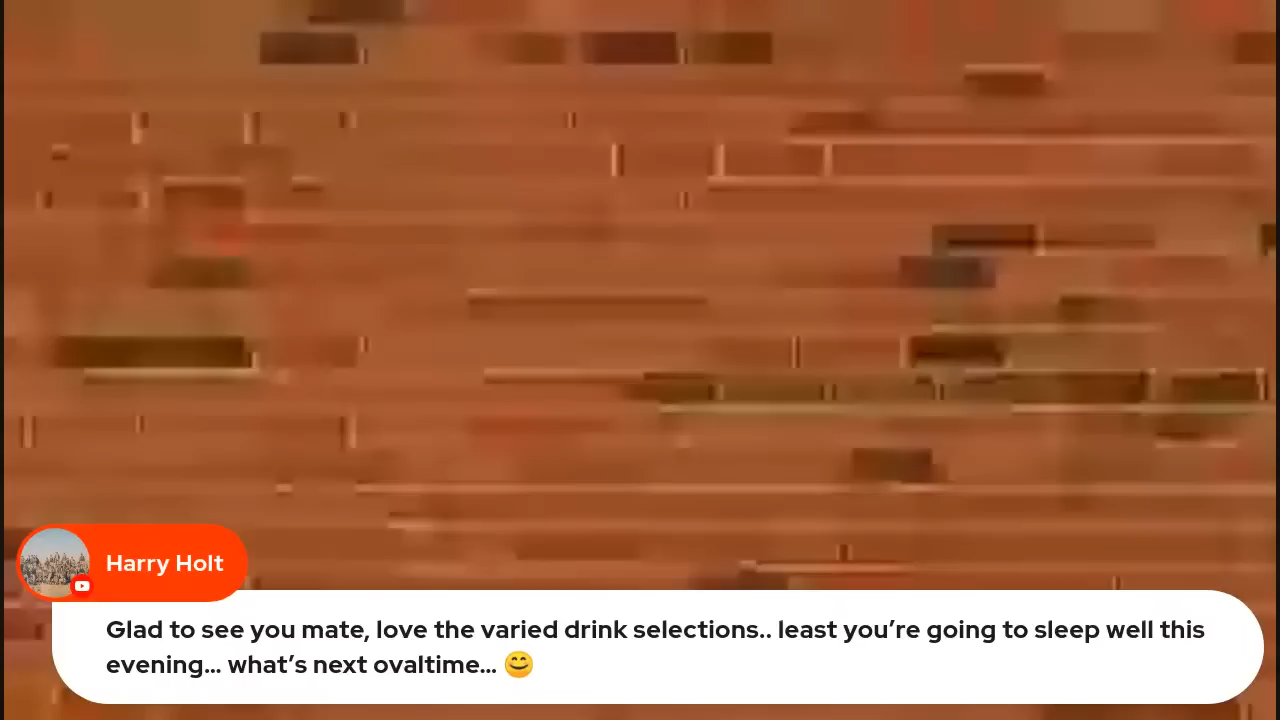 Harry Holt
Glad to see you mate, love the varied drink selections.. least you’re going to sleep well this
evening... what’s next ovaltime... 😊